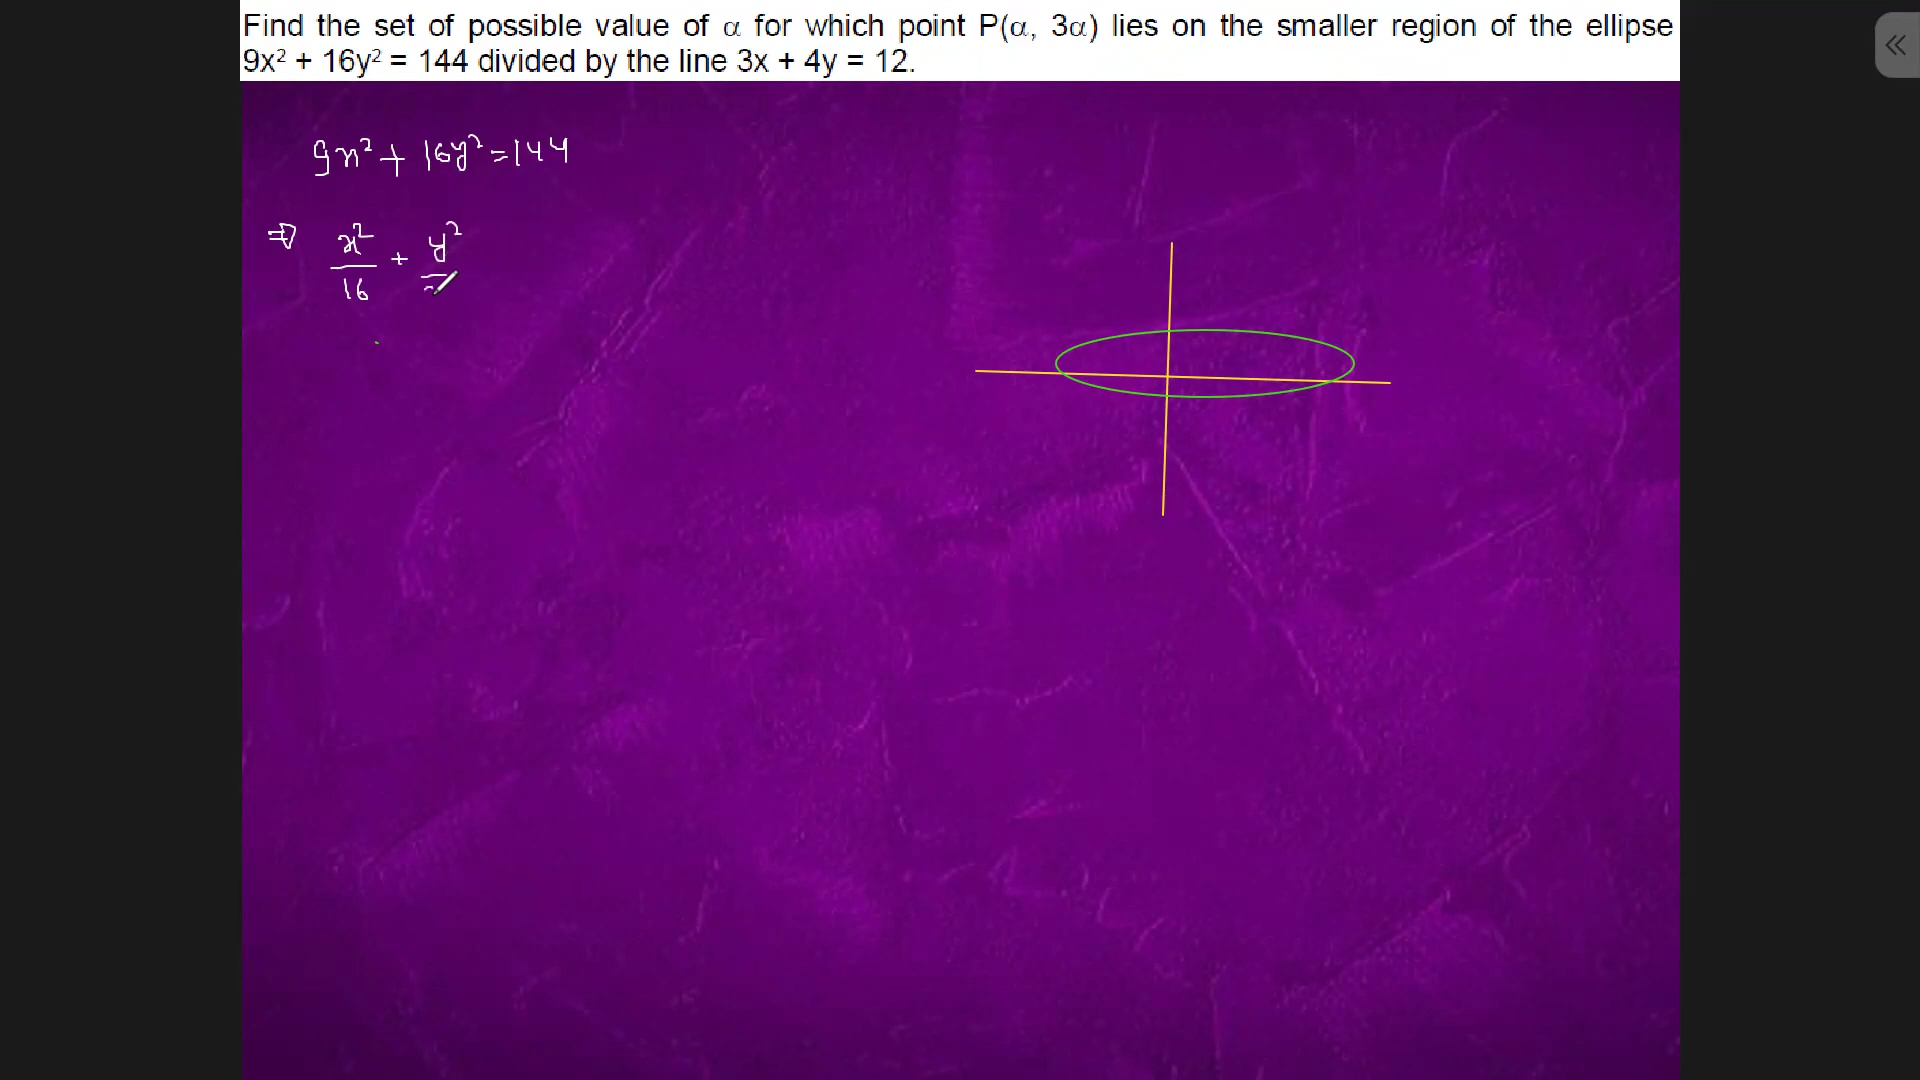 Find the set of possible value of α for which point P(α, 3α) lies on the smaller region of the ellipse
9x² + 16y² = 144 divided by the line 3x + 4y = 12.
9x² + 16y² = 144
⇒ x²/16 + y²/